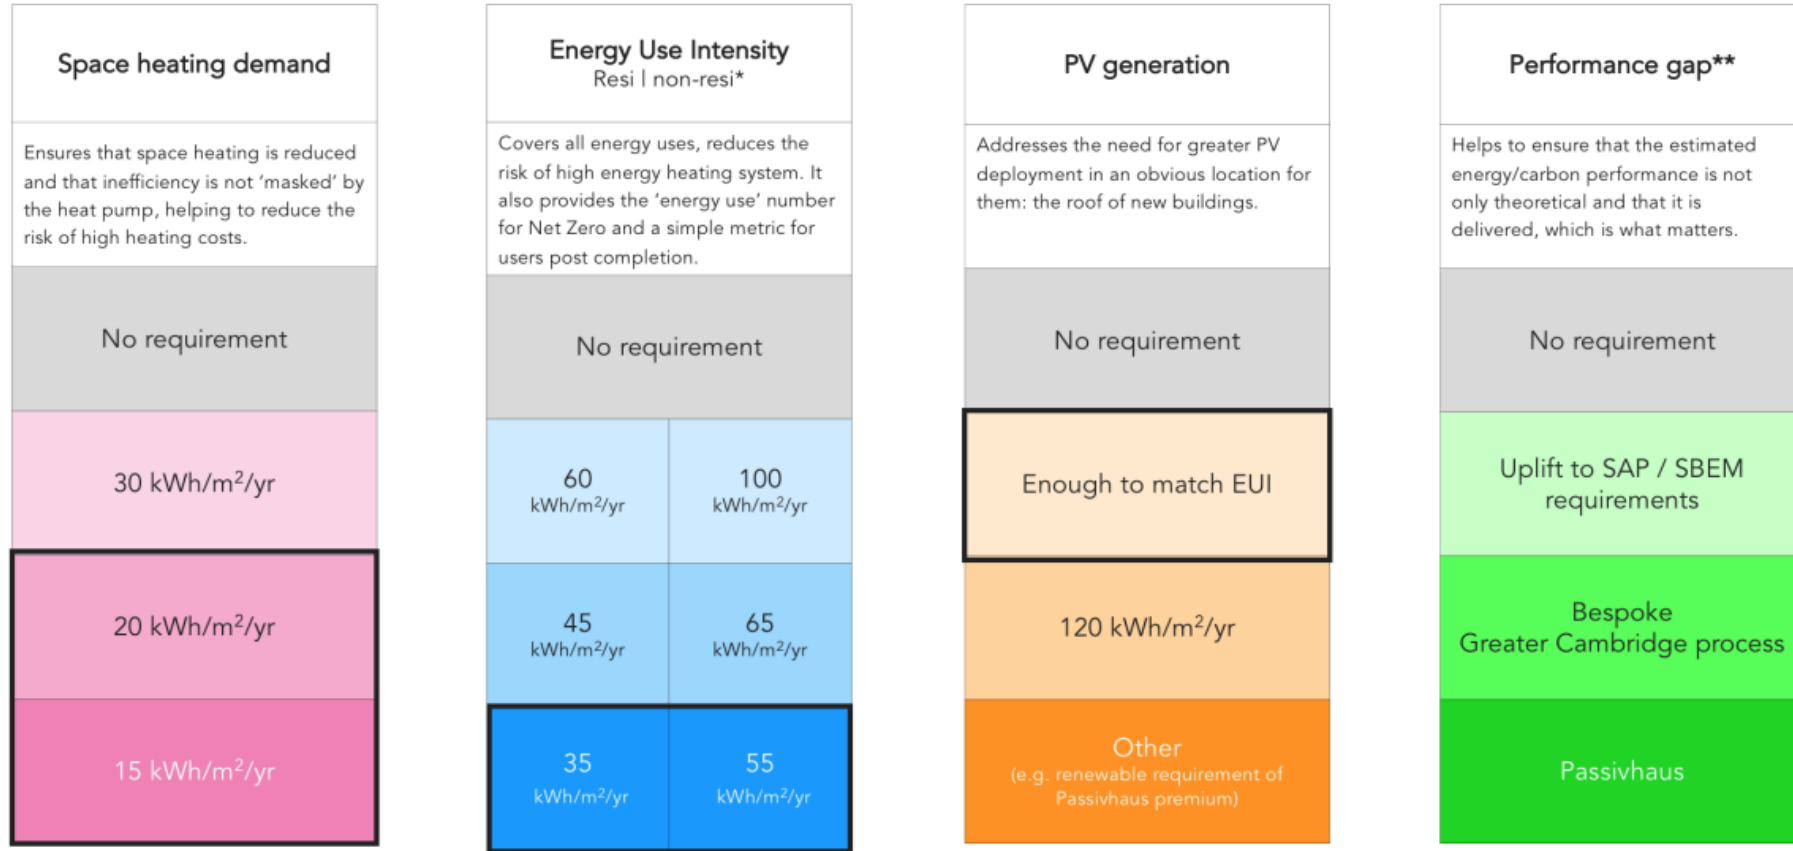 Space heating demand
Ensures that space heating is reduced
and that inefficiency is not ‘masked’ by
the heat pump, helping to reduce the
risk of high heating costs.
No requirement
30 kWh/m²/yr
20 kWh/m²/yr
15 kWh/m²/yr
Energy Use Intensity
Resi | non-resi*
Covers all energy uses, reduces the
risk of high energy heating system. It
also provides the ‘energy use’ number
for Net Zero and a simple metric for
users post completion.
No requirement
60 100
kWh/m²/yr kWh/m²/yr
45 65
kWh/m²/yr kWh/m²/yr
35 55
kWh/m²/yr kWh/m²/yr
PV generation
Addresses the need for greater PV
deployment in an obvious location for
them: the roof of new buildings.
No requirement
Enough to match EUI
120 kWh/m²/yr
Other
(e.g. renewable requirement of
Passivhaus premium)
Performance gap**
Helps to ensure that the estimated
energy/carbon performance is not
only theoretical and that it is
delivered, which is what matters.
No requirement
Uplift to SAP / SBEM
requirements
Bespoke
Greater Cambridge process
Passivhaus